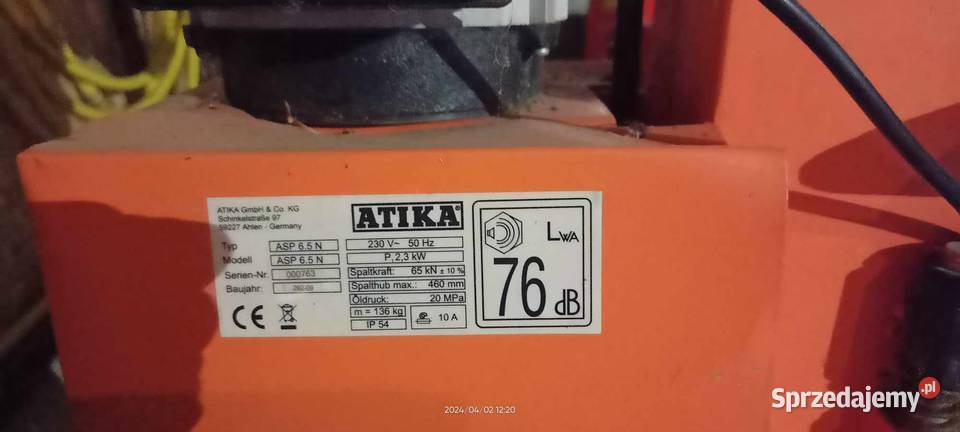 ATIKA GmbH & Co. KG
Schinkelstraße 97
59227 Ahlen - Germany
Typ ASP 6.5 N
Modell ASP 6.5 N
Serien-Nr. 000763
Baujahr:
CE
ATIKA®
230 V~ 50 Hz
P₁ 2,3 kW
Spaltkraft: 65 kN ± 10%
Spalthub max.: 460 mm
Öldruck: 20 MPa
m = 136 kg
IP 54
10 A
LWA
76 dB
2024/04/02 12:20
Sprzedajemy.pl